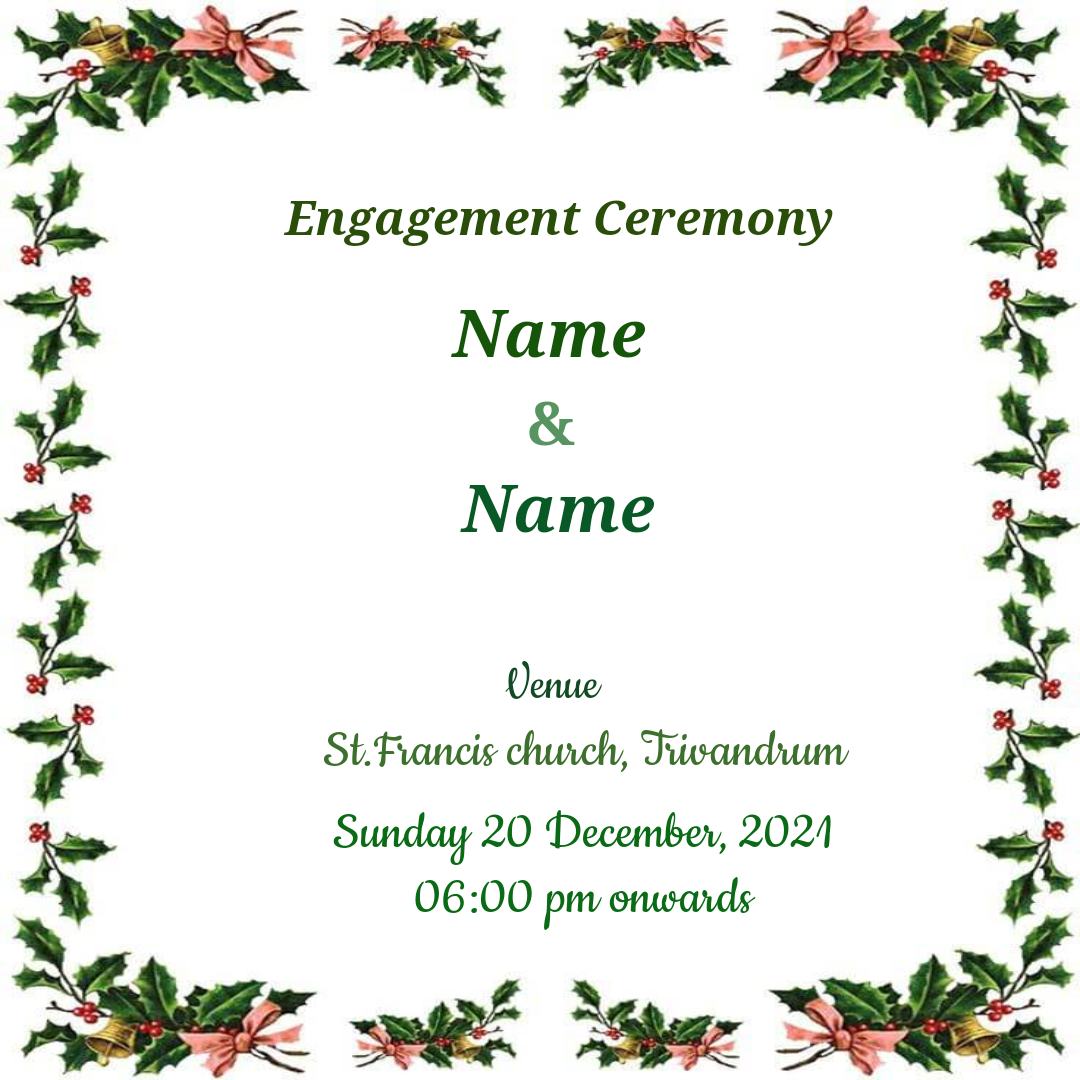 Engagement Ceremony
Name
&
Name
Venue
St.Francis church, Trivandrum
Sunday 20 December, 2021
06:00 pm onwards